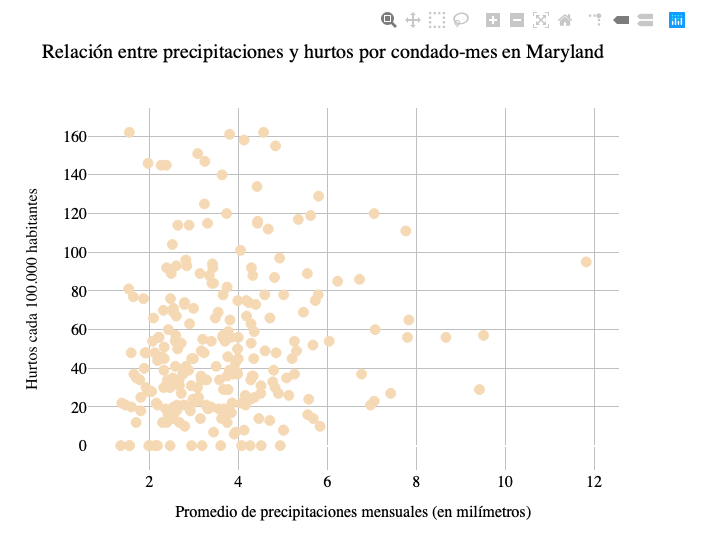 Relación entre precipitaciones y hurtos por condado-mes en Maryland
160
140
120
100
80
60
40
20
0
Hurtos cada 100.000 habitantes
2 4 6 8 10 12
Promedio de precipitaciones mensuales (en milímetros)